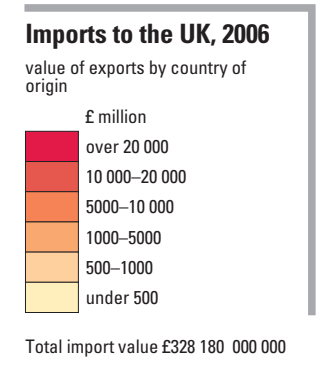 Imports to the UK, 2006
value of exports by country of
origin
£ million
over 20 000
10 000–20 000
5000–10 000
1000–5000
500–1000
under 500
Total import value £328 180  000 000